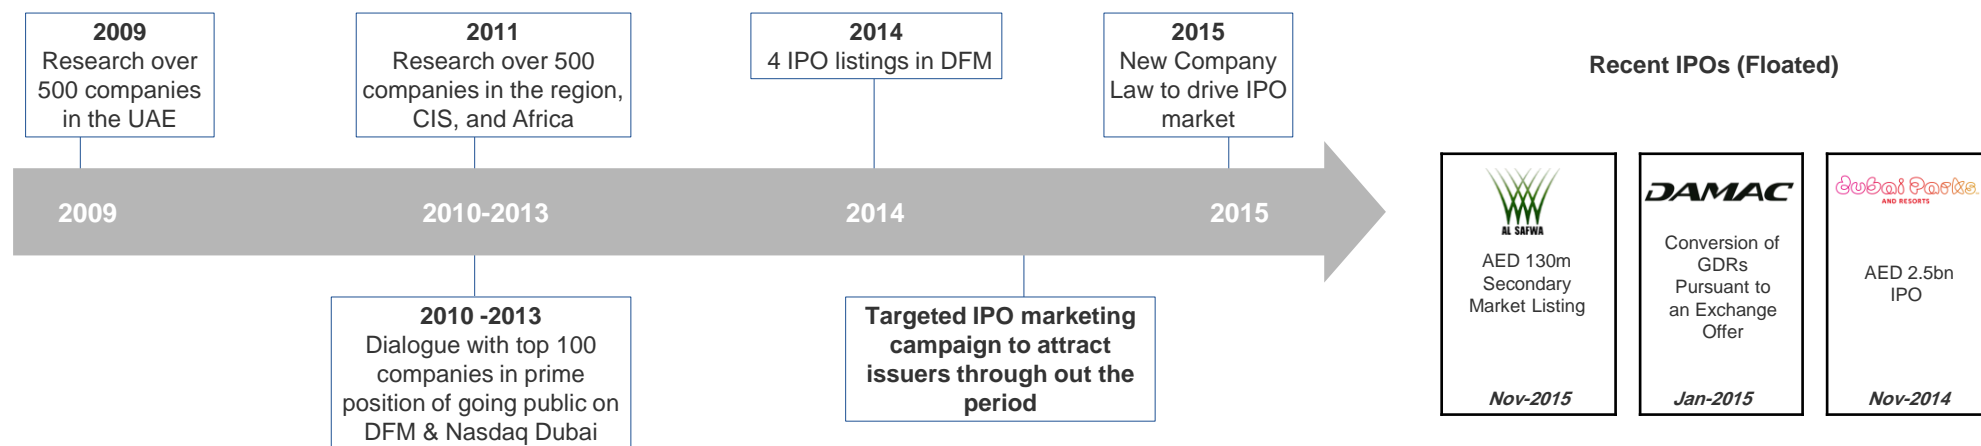 2009
Research over
500 companies
in the UAE
2011
Research over 500
companies in the region,
CIS, and Africa
2014
4 IPO listings in DFM
2015
New Company
Law to drive IPO
market
2009
2010-2013
2014
2015
2010 -2013
Dialogue with top 100
companies in prime
position of going public on
DFM & Nasdaq Dubai
Targeted IPO marketing
campaign to attract
issuers through out the
period
Recent IPOs (Floated)
AL SAFWA
AED 130m
Secondary
Market Listing
Nov-2015
DAMAC
Conversion of
GDRs
Pursuant to
an Exchange
Offer
Jan-2015
dubai Parks
AND RESORTS
AED 2.5bn
IPO
Nov-2014